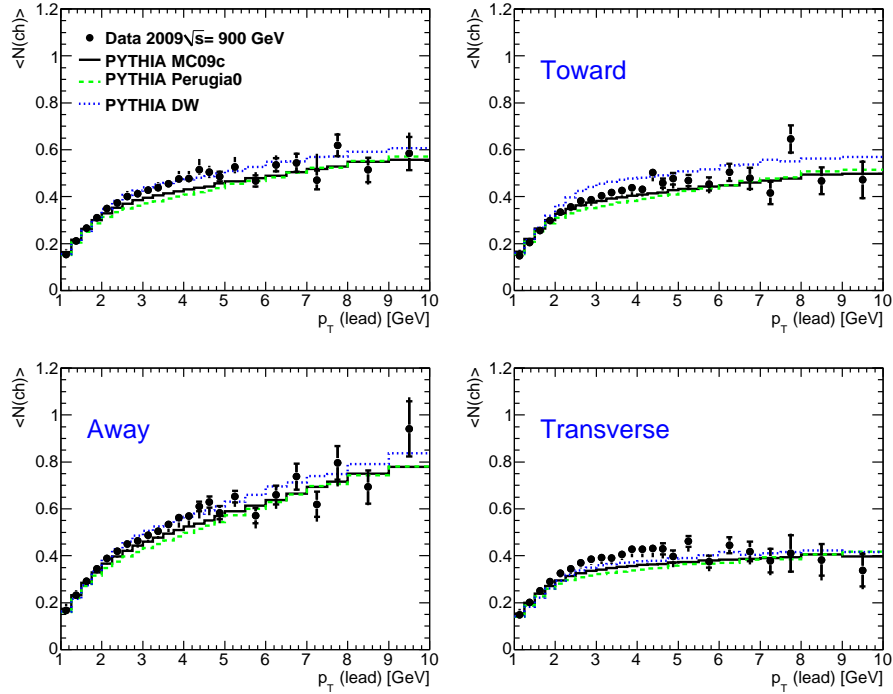 <N(ch)>
1.2
1
0.8
0.6
0.4
0.2
0
Data 2009√s= 900 GeV
PYTHIA MC09c
PYTHIA Perugia0
PYTHIA DW
1 2 3 4 5 6 7 8 9 10
p_T (lead) [GeV]
<N(ch)>
1.2
1
0.8
0.6
0.4
0.2
0
Toward
1 2 3 4 5 6 7 8 9 10
p_T (lead) [GeV]
<N(ch)>
1.2
1
0.8
0.6
0.4
0.2
0
Away
1 2 3 4 5 6 7 8 9 10
p_T (lead) [GeV]
<N(ch)>
1.2
1
0.8
0.6
0.4
0.2
0
Transverse
1 2 3 4 5 6 7 8 9 10
p_T (lead) [GeV]